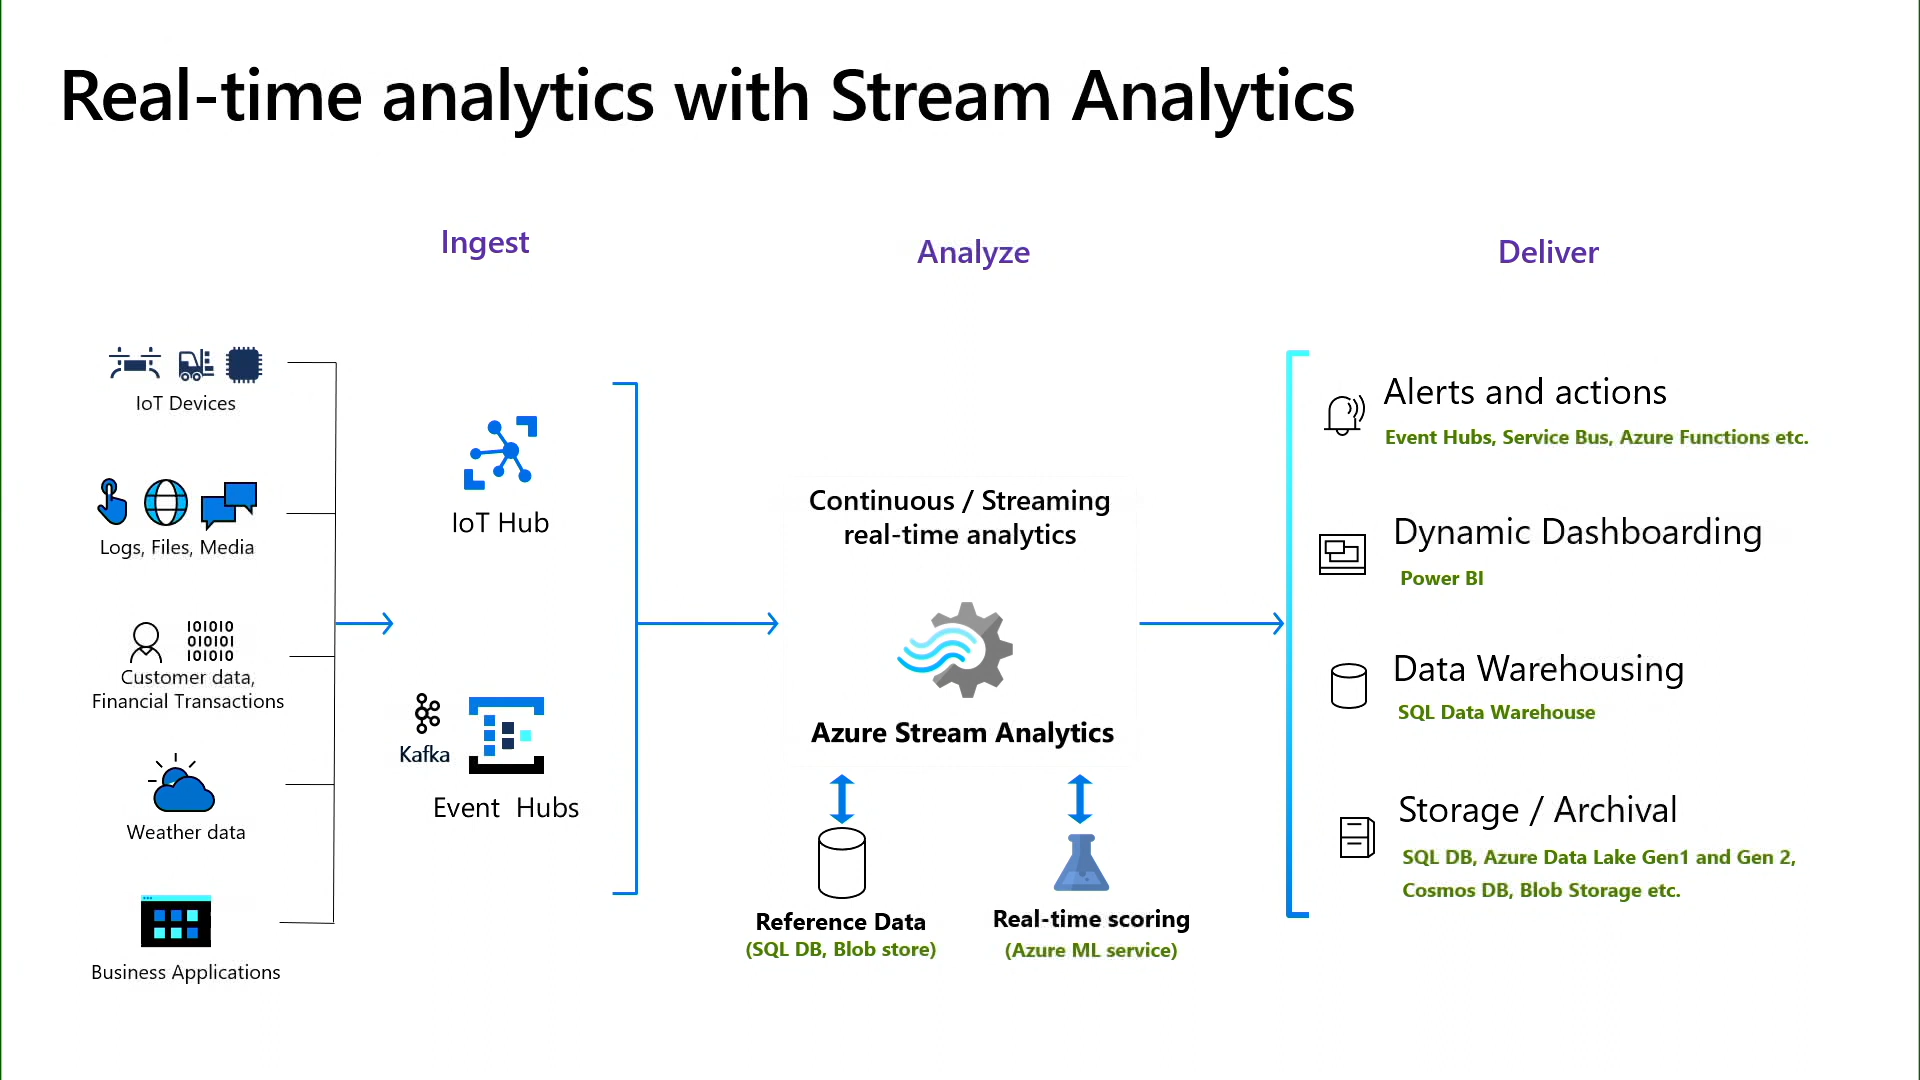 Real-time analytics with Stream Analytics
Ingest
Analyze
Deliver
IoT Devices
Logs, Files, Media
101010
010101
101010
Customer data,
Financial Transactions
Weather data
Business Applications
IoT Hub
Kafka
Event Hubs
Continuous / Streaming
real-time analytics
Azure Stream Analytics
Reference Data
(SQL DB, Blob store)
Real-time scoring
(Azure ML service)
Alerts and actions
Event Hubs, Service Bus, Azure Functions etc.
Dynamic Dashboarding
Power BI
Data Warehousing
SQL Data Warehouse
Storage / Archival
SQL DB, Azure Data Lake Gen1 and Gen 2,
Cosmos DB, Blob Storage etc.